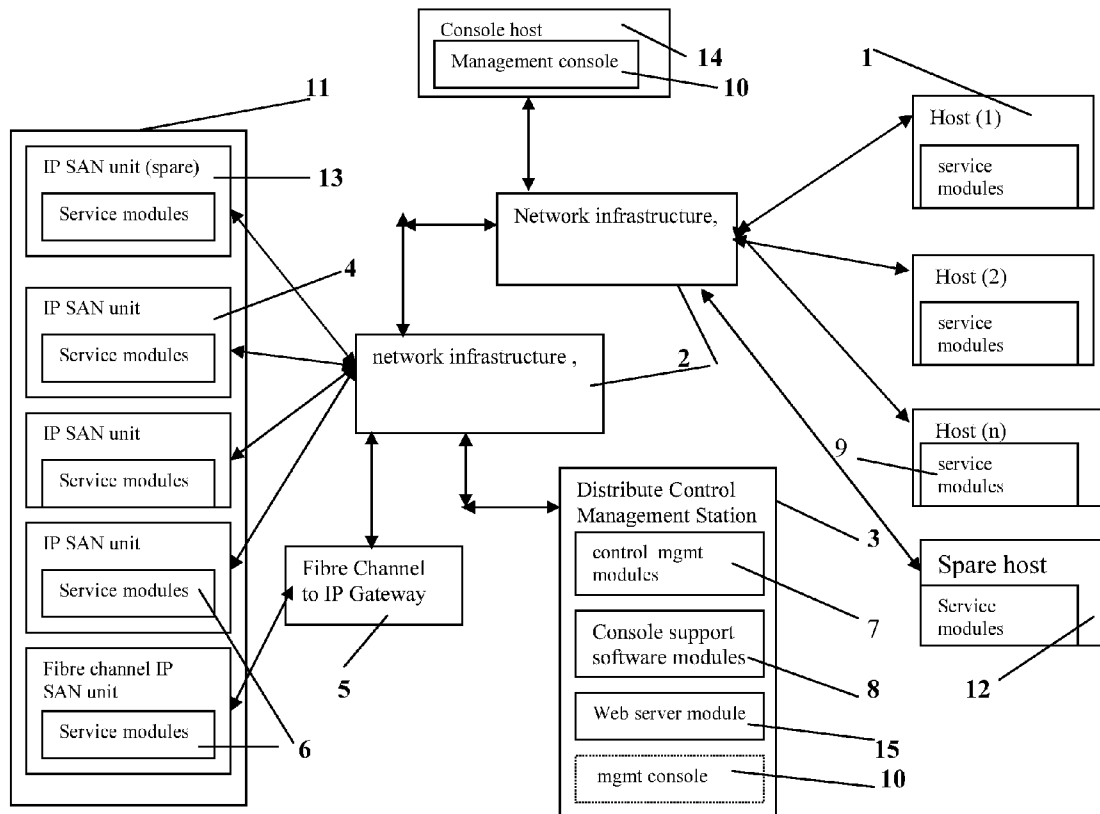 Console host
14
Management console
10
11
1
IP SAN unit (spare)
13
Service modules
Host (1)
service
modules
Network infrastructure,
4
IP SAN unit
Service modules
Host (2)
service
modules
network infrastructure ,
2
IP SAN unit
Service modules
Host (n)
9
service
modules
IP SAN unit
Service modules
Fibre Channel
to IP Gateway
5
Distribute Control
Management Station
3
control mgmt
modules
7
Console support
software modules
8
Web server module
15
mgmt console
10
Spare host
Service
modules
12
Fibre channel IP
SAN unit
Service modules
6